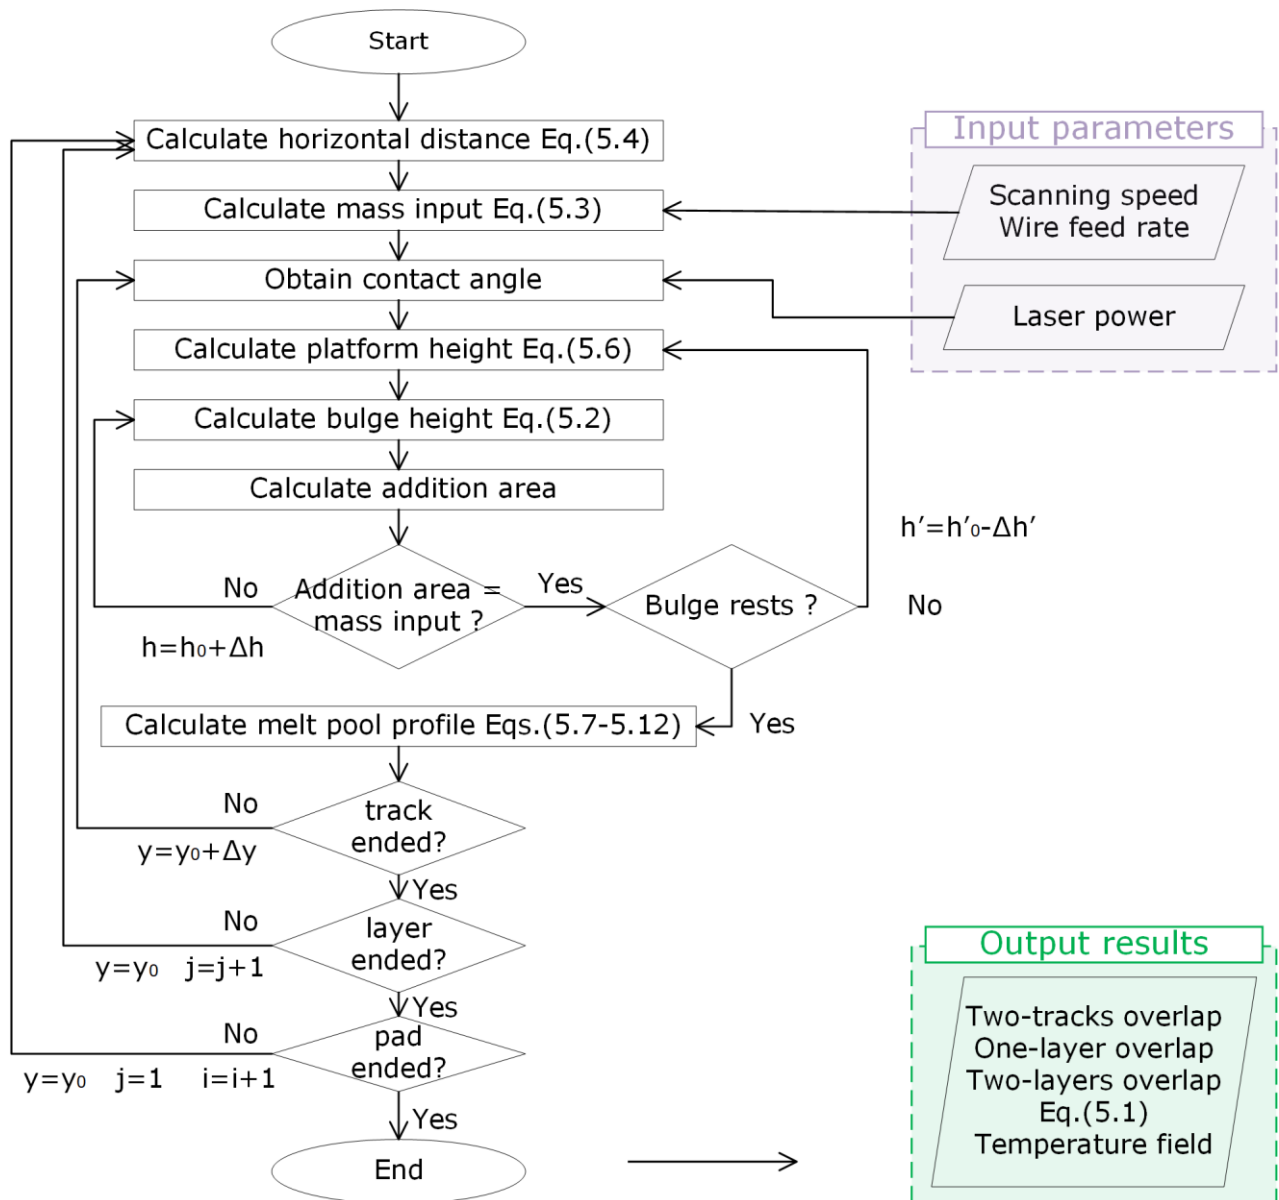 Start
Calculate horizontal distance Eq.(5.4)
Input parameters
Calculate mass input Eq.(5.3)
Scanning speed
Wire feed rate
Obtain contact angle
Laser power
Calculate platform height Eq.(5.6)
Calculate bulge height Eq.(5.2)
Calculate addition area
h′=h′₀-Δh′
No
Addition area =
mass input ?
Yes
Bulge rests ?
No
h=h₀+Δh
Calculate melt pool profile Eqs.(5.7-5.12)
Yes
No
track
ended?
y=y₀+Δy
Yes
No
layer
ended?
y=y₀ j=j+1
Yes
No
pad
ended?
y=y₀ j=1 i=i+1
Yes
End
Output results
Two-tracks overlap
One-layer overlap
Two-layers overlap
Eq.(5.1)
Temperature field